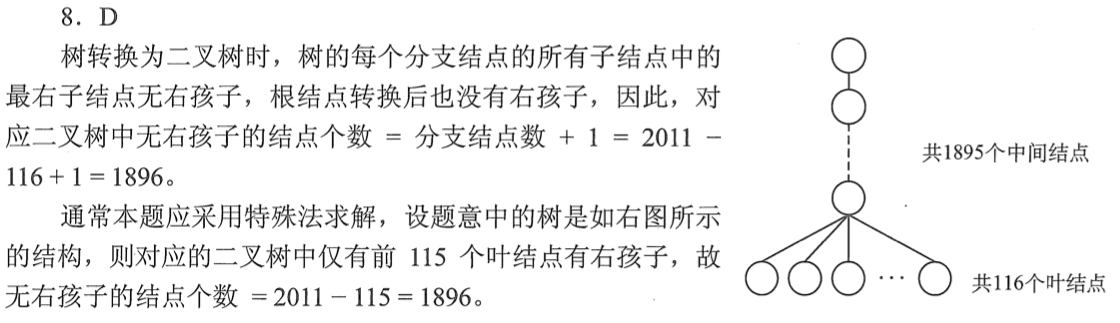 8．D
树转换为二叉树时，树的每个分支结点的所有子结点中的
最右子结点无右孩子，根结点转换后也没有右孩子，因此，对
应二叉树中无右孩子的结点个数 = 分支结点数 + 1 = 2011 −
116 + 1 = 1896。
通常本题应采用特殊法求解，设题意中的树是如右图所示
的结构，则对应的二叉树中仅有前 115 个叶结点有右孩子，故
无右孩子的结点个数 = 2011 − 115 = 1896。
共1895个中间结点
…
共116个叶结点